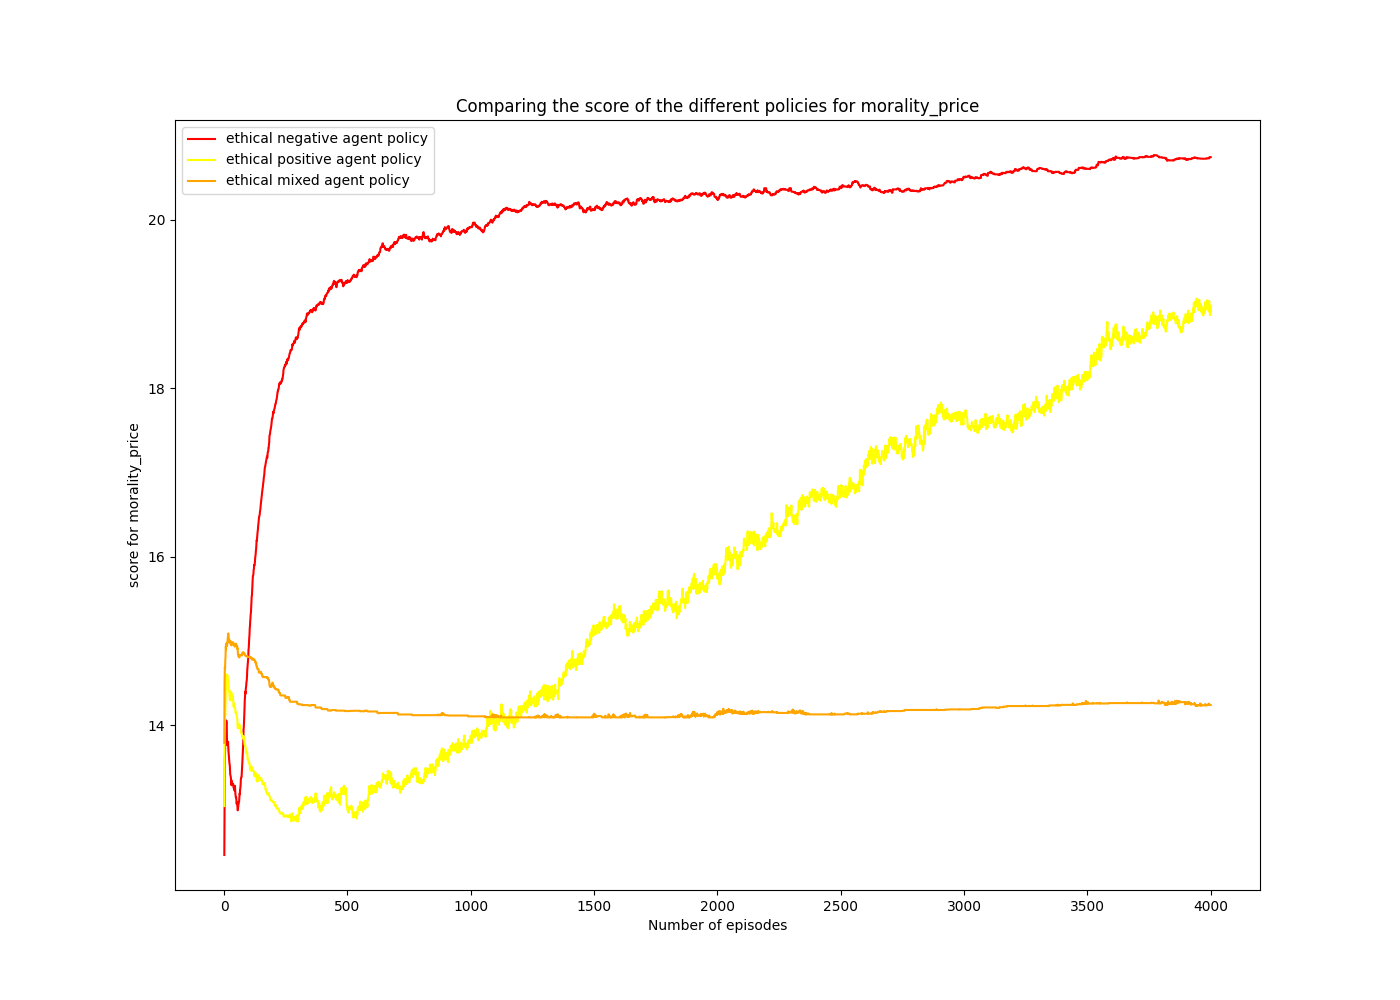 Comparing the score of the different policies for morality_price
ethical negative agent policy
ethical positive agent policy
ethical mixed agent policy
score for morality_price
20
18
16
14
0
500
1000
1500
2000
2500
3000
3500
4000
Number of episodes